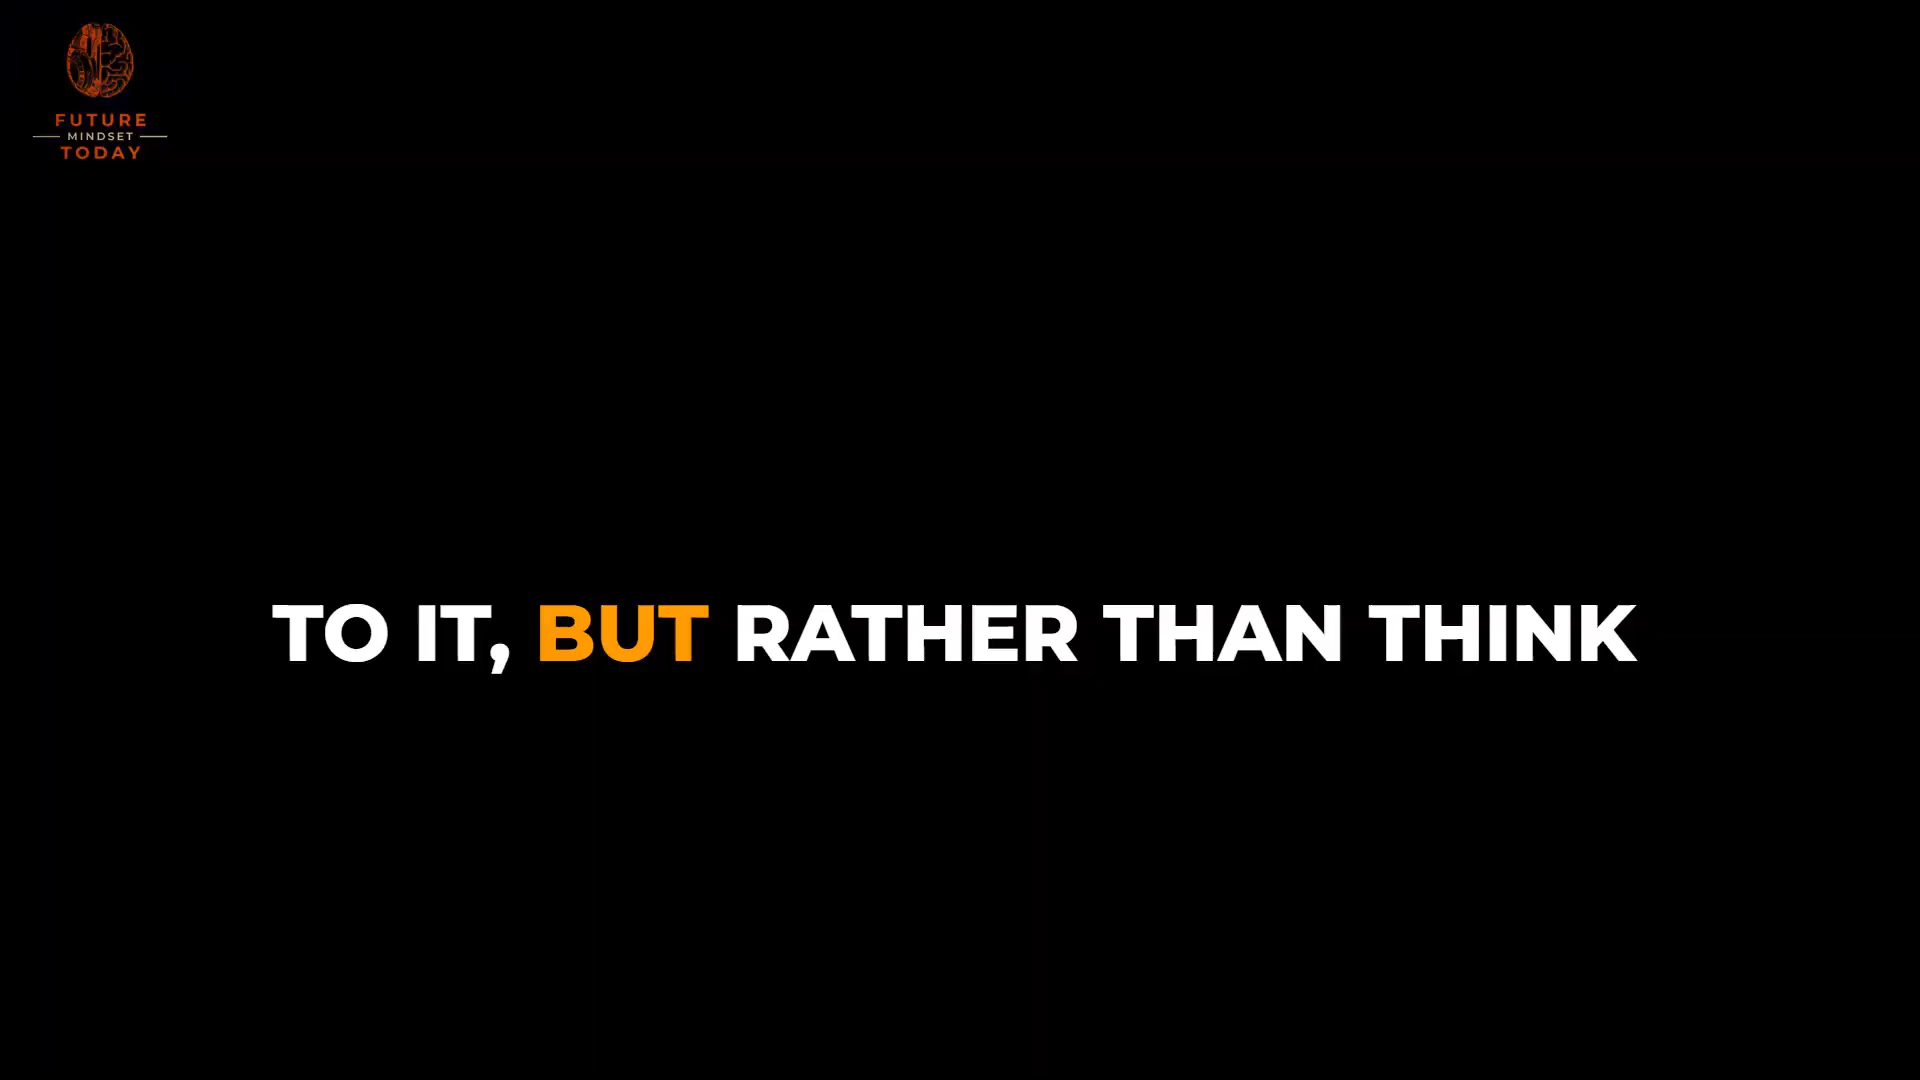 FUTURE
MINDSET
TODAY
TO IT, BUT RATHER THAN THINK